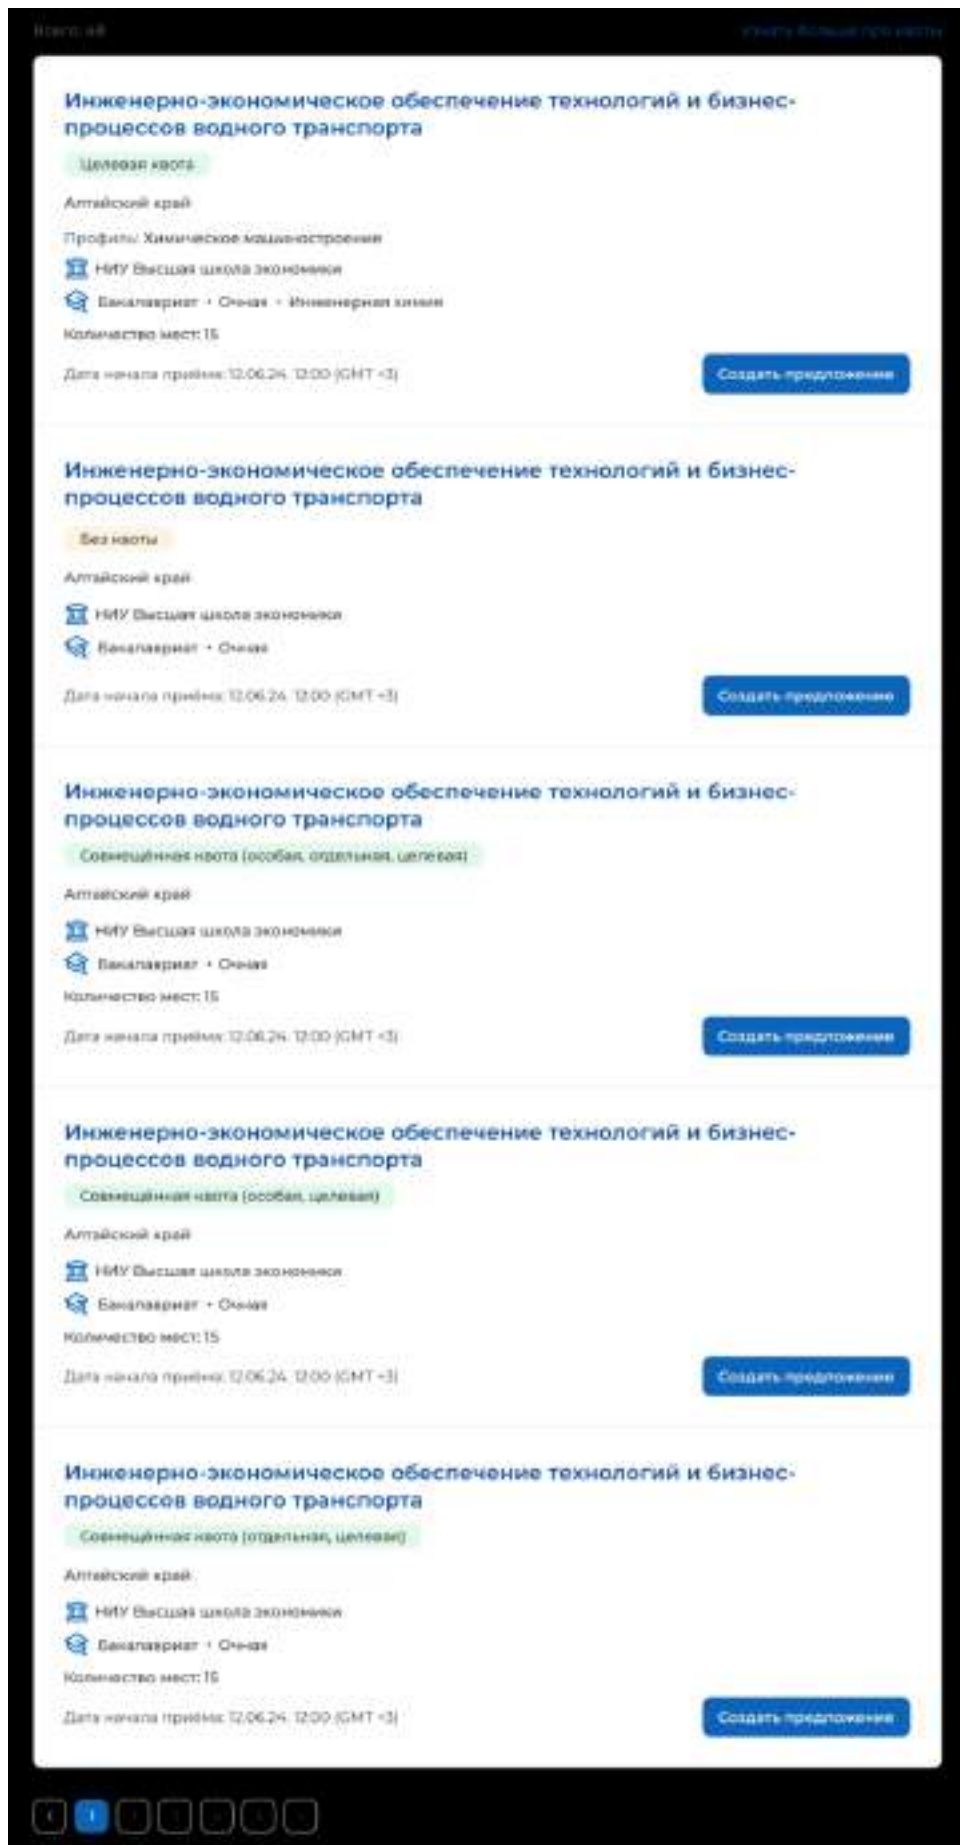 Всего: 48
Узнать больше про квоты
Инженерно-экономическое обеспечение технологий и бизнес-
процессов водного транспорта
Целевая квота
Алтайский край
Профиль: Химическое машиностроение
НИУ Высшая школа экономики
Бакалавриат • Очная • Инженерная химия
Количество мест: 15
Дата начала приёма: 12.06.24, 12:00 (GMT +3)
Создать предложение
Инженерно-экономическое обеспечение технологий и бизнес-
процессов водного транспорта
Без квоты
Алтайский край
НИУ Высшая школа экономики
Бакалавриат • Очная
Дата начала приёма: 12.06.24, 12:00 (GMT +3)
Создать предложение
Инженерно-экономическое обеспечение технологий и бизнес-
процессов водного транспорта
Совмещённая квота (особая, отдельная, целевая)
Алтайский край
НИУ Высшая школа экономики
Бакалавриат • Очная
Количество мест: 15
Дата начала приёма: 12.06.24, 12:00 (GMT +3)
Создать предложение
Инженерно-экономическое обеспечение технологий и бизнес-
процессов водного транспорта
Совмещённая квота (особая, целевая)
Алтайский край
НИУ Высшая школа экономики
Бакалавриат • Очная
Количество мест: 15
Дата начала приёма: 12.06.24, 12:00 (GMT +3)
Создать предложение
Инженерно-экономическое обеспечение технологий и бизнес-
процессов водного транспорта
Совмещённая квота (отдельная, целевая)
Алтайский край
НИУ Высшая школа экономики
Бакалавриат • Очная
Количество мест: 15
Дата начала приёма: 12.06.24, 12:00 (GMT +3)
Создать предложение
1